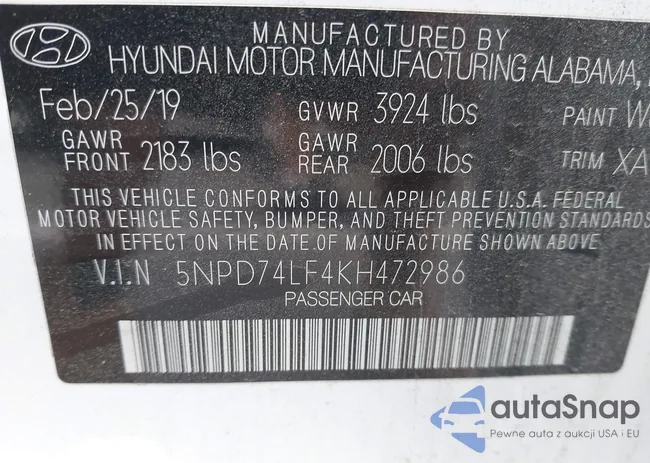 MANUFACTURED BY
HYUNDAI MOTOR MANUFACTURING ALABAMA,
Feb/25/19 GVWR 3924 lbs PAINT
GAWR FRONT 2183 lbs GAWR REAR 2006 lbs TRIM XA
THIS VEHICLE CONFORMS TO ALL APPLICABLE U.S.A. FEDERAL
MOTOR VEHICLE SAFETY, BUMPER, AND THEFT PREVENTION STANDARDS
IN EFFECT ON THE DATE OF MANUFACTURE SHOWN ABOVE
V.I.N 5NPD74LF4KH472986
PASSENGER CAR
autaSnap
Pewne auta z aukcji USA i EU